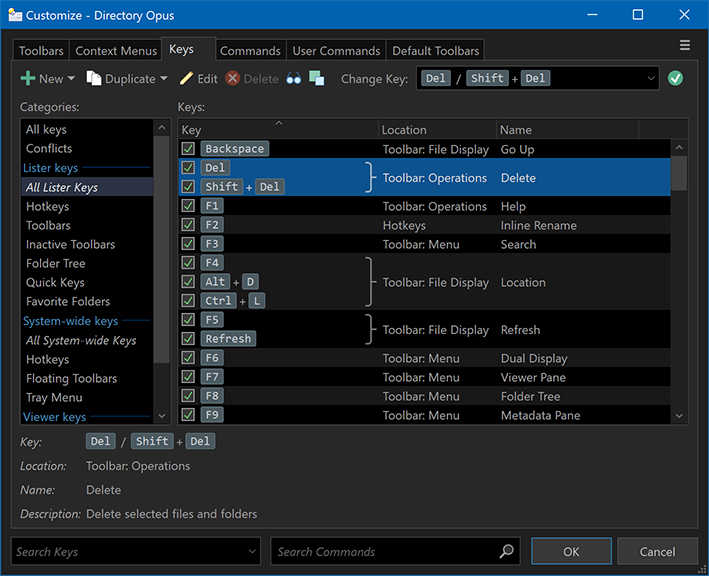 Customize - Directory Opus
Toolbars Context Menus Keys Commands User Commands Default Toolbars
New Duplicate Edit Delete Change Key: Del / Shift + Del
Categories:
All keys
Conflicts
Lister keys
All Lister Keys
Hotkeys
Toolbars
Inactive Toolbars
Folder Tree
Quick Keys
Favorite Folders
System-wide keys
All System-wide Keys
Hotkeys
Floating Toolbars
Tray Menu
Viewer keys
Keys:
Key Location Name
Backspace Toolbar: File Display Go Up
Del
Shift + Del Toolbar: Operations Delete
F1 Toolbar: Operations Help
F2 Hotkeys Inline Rename
F3 Toolbar: Menu Search
F4
Alt + D Toolbar: File Display Location
Ctrl + L
F5
Refresh Toolbar: File Display Refresh
F6 Toolbar: Menu Dual Display
F7 Toolbar: Menu Viewer Pane
F8 Toolbar: Menu Folder Tree
F9 Toolbar: Menu Metadata Pane
Key: Del / Shift + Del
Location: Toolbar: Operations
Name: Delete
Description: Delete selected files and folders
Search Keys Search Commands OK Cancel